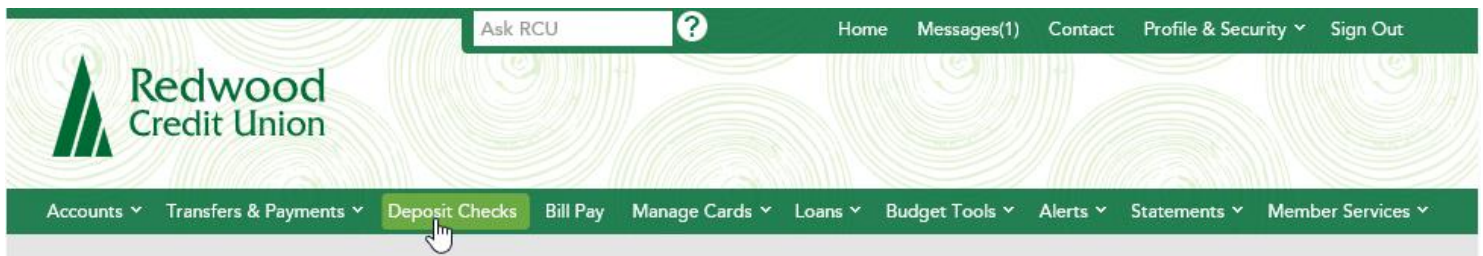 Ask RCU ? Home Messages(1) Contact Profile & Security Sign Out
Redwood
Credit Union
Accounts Transfers & Payments Deposit Checks Bill Pay Manage Cards Loans Budget Tools Alerts Statements Member Services